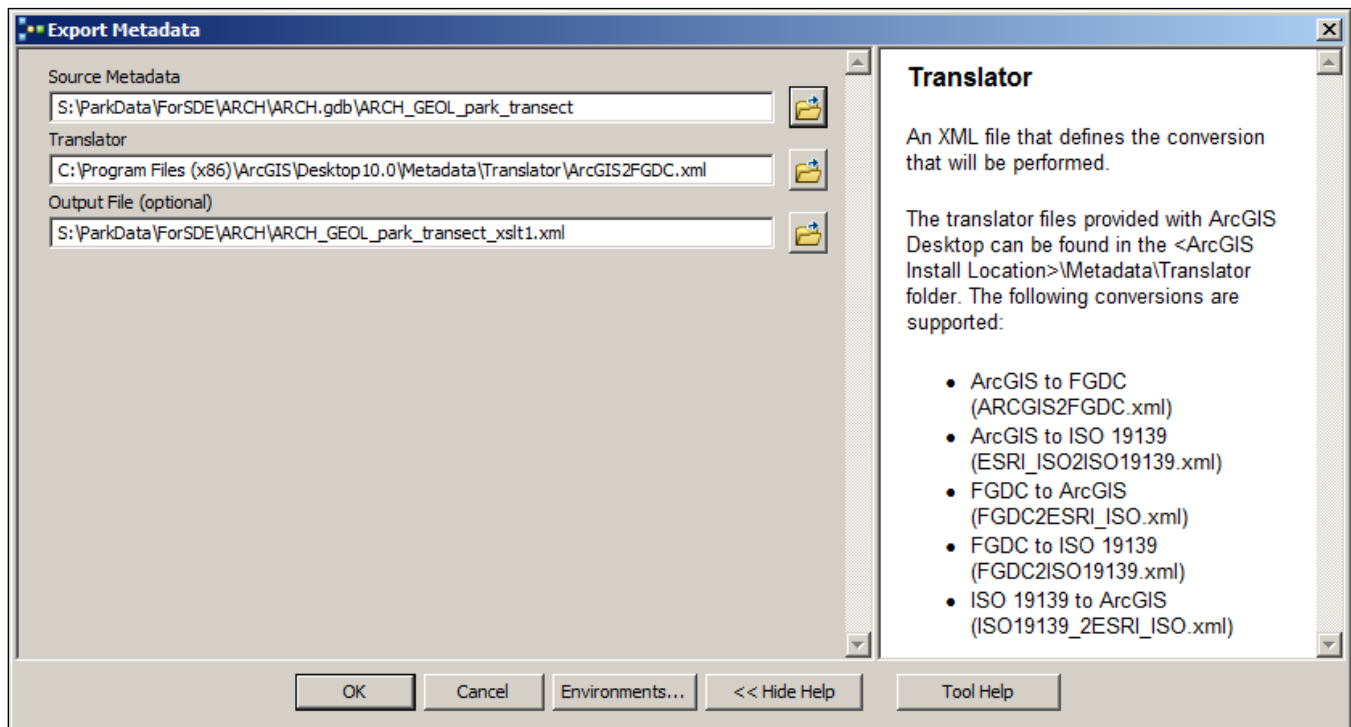 Export Metadata
Source Metadata
S:\ParkData\ForSDE\ARCH\ARCH.gdb\ARCH_GEOL_park_transect
Translator
C:\Program Files (x86)\ArcGIS\Desktop10.0\Metadata\Translator\ArcGIS2FGDC.xml
Output File (optional)
S:\ParkData\ForSDE\ARCH\ARCH_GEOL_park_transect_xslt1.xml
Translator
An XML file that defines the conversion
that will be performed.
The translator files provided with ArcGIS
Desktop can be found in the <ArcGIS
Install Location>\Metadata\Translator
folder. The following conversions are
supported:
• ArcGIS to FGDC
(ARCGIS2FGDC.xml)
• ArcGIS to ISO 19139
(ESRI_ISO2ISO19139.xml)
• FGDC to ArcGIS
(FGDC2ESRI_ISO.xml)
• FGDC to ISO 19139
(FGDC2ISO19139.xml)
• ISO 19139 to ArcGIS
(ISO19139_2ESRI_ISO.xml)
OK Cancel Environments... << Hide Help Tool Help